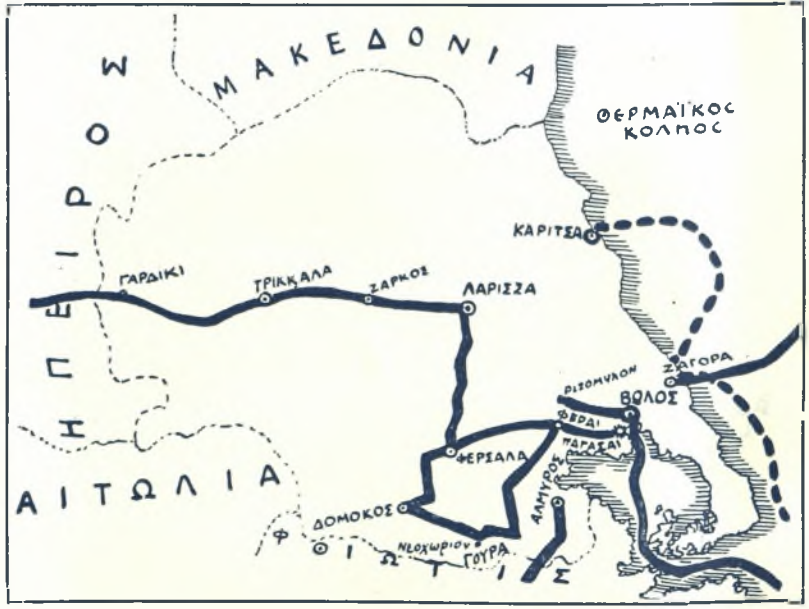 ΜΑΚΕΔΟΝΙΑ
ΗΠΕΙΡΟΣ
ΘΕΡΜΑΪΚΟΣ
ΚΟΛΠΟΣ
ΚΑΡΙΤΣΑ
ΓΑΡΔΙΚΙ
ΤΡΙΚΚΑΛΑ
ΖΑΡΚΟΣ
ΛΑΡΙΣΣΑ
ΖΑΓΟΡΑ
ΡΙΖΟΜΥΛΟΝ
ΒΩΛΟΣ
ΦΕΡΑΙ
ΠΑΓΑΣΑΙ
ΦΕΡΣΑΛΑ
ΑΛΜΥΡΟΣ
ΑΙΤΩΛΙΑ
ΔΟΜΟΚΟΣ
ΝΕΟΧΩΡΙΟΝ
ΓΟΥΡΑ
ΦΘΙΩΤΙΣ